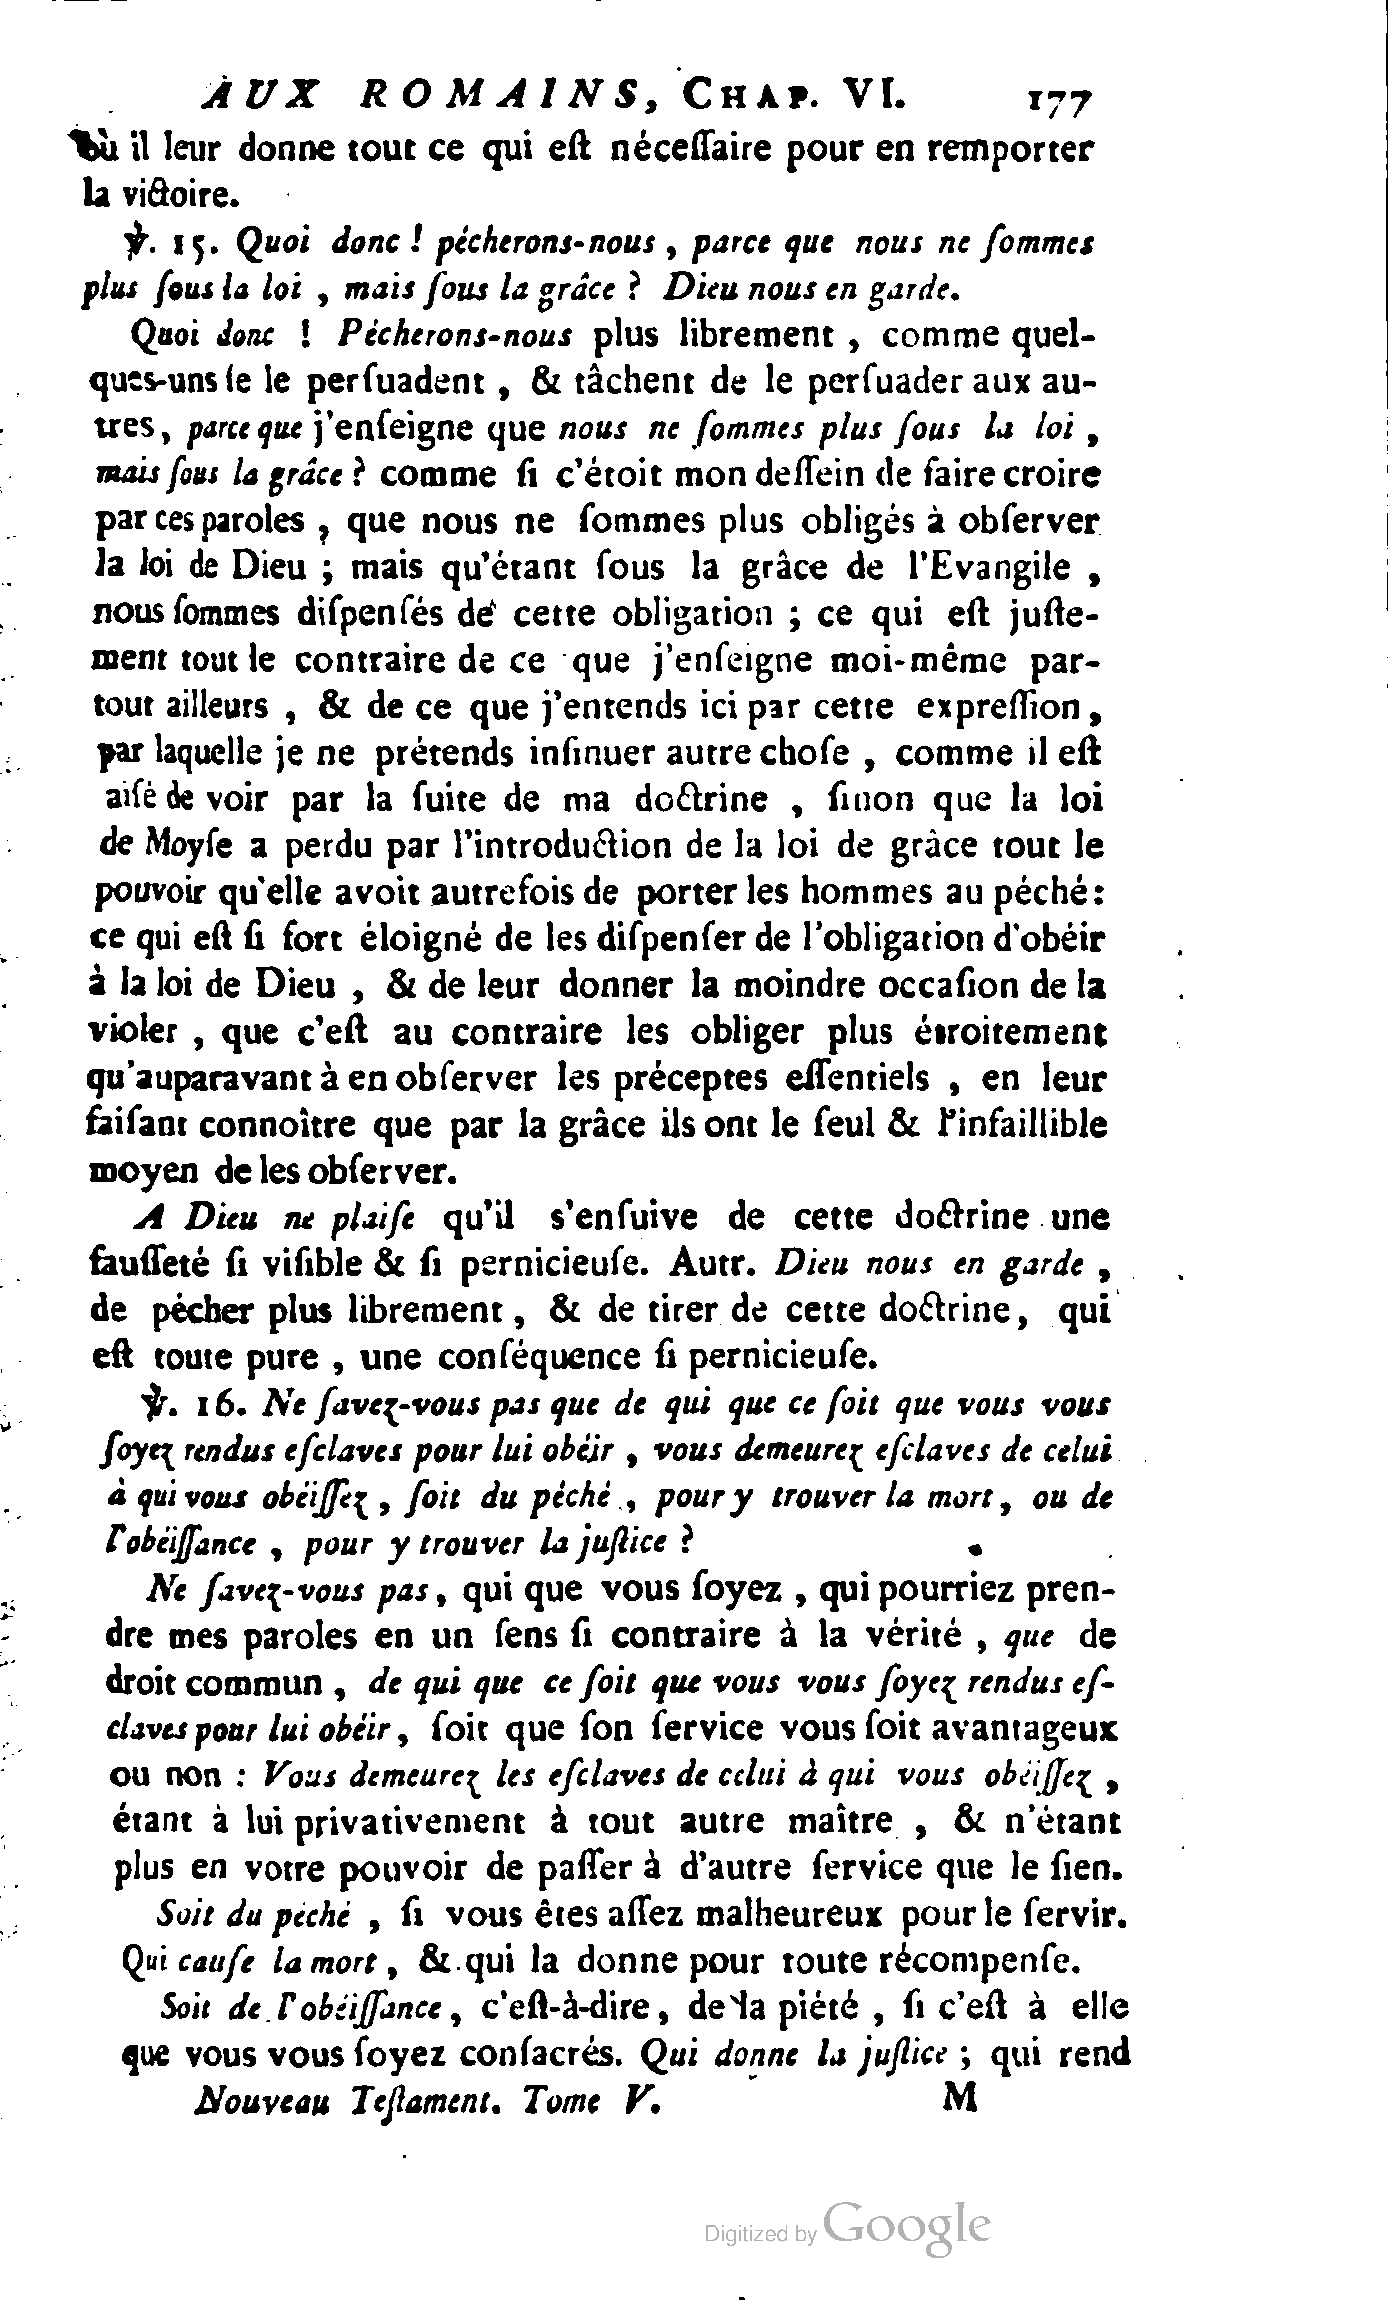 AUX ROMAINS, CHAP. VI. 177
où il leur donne tout ce qui eſt néceſſaire pour en remporter
la victoire.
℣. 15. Quoi donc ! pécherons-nous , parce que nous ne ſommes
plus ſous la loi , mais ſous la grâce ? Dieu nous en garde.
Quoi donc ! Pécherons-nous plus librement , comme quel-
ques-uns ſe le perſuadent , & tâchent de le perſuader aux au-
tres, parce que j'enſeigne que nous ne ſommes plus ſous la loi ,
mais ſous la grâce ? comme ſi c'étoit mon deſſein de faire croire
par ces paroles , que nous ne ſommes plus obligés à obſerver
la loi de Dieu ; mais qu'étant ſous la grâce de l'Evangile ,
nous ſommes diſpenſés de cette obligation ; ce qui eſt juſte-
ment tout le contraire de ce que j'enſeigne moi-même par-
tout ailleurs , & de ce que j'entends ici par cette expreſſion,
par laquelle je ne prétends inſinuer autre choſe , comme il eſt
aiſé de voir par la ſuite de ma doctrine , ſinon que la loi
de Moyſe a perdu par l'introduction de la loi de grâce tout le
pouvoir qu'elle avoit autrefois de porter les hommes au péché:
ce qui eſt ſi fort éloigné de les diſpenſer de l'obligation d'obéir
à la loi de Dieu , & de leur donner la moindre occaſion de la
violer , que c'eſt au contraire les obliger plus étroitement
qu'auparavant à en obſerver les préceptes eſſentiels , en leur
faiſant connoître que par la grâce ils ont le ſeul & l'infaillible
moyen de les obſerver.
A Dieu ne plaiſe qu'il s'enſuive de cette doctrine une
fauſſeté ſi viſible & ſi pernicieuſe. Autr. Dieu nous en garde ,
de pécher plus librement , & de tirer de cette doctrine, qui
eſt toute pure , une conſéquence ſi pernicieuſe.
℣. 16. Ne ſavez-vous pas que de qui que ce ſoit que vous vous
ſoyez rendus eſclaves pour lui obéir , vous demeurez eſclaves de celui
à qui vous obéiſſez , ſoit du péché , pour y trouver la mort, ou de
l'obéiſſance , pour y trouver la juſtice ?
Ne ſavez-vous pas, qui que vous ſoyez , qui pourriez pren-
dre mes paroles en un ſens ſi contraire à la vérité , que de
droit commun , de qui que ce ſoit que vous vous ſoyez rendus eſ-
claves pour lui obéir, ſoit que ſon ſervice vous ſoit avantageux
ou non : Vous demeurez les eſclaves de celui à qui vous obéiſſez ,
étant à lui privativement à tout autre maître , & n'étant
plus en votre pouvoir de paſſer à d'autre ſervice que le ſien.
Soit du péché , ſi vous êtes aſſez malheureux pour le ſervir.
Qui cauſe la mort , & qui la donne pour toute récompenſe.
Soit de l'obéiſſance, c'eſt-à-dire, de la piété , ſi c'eſt à elle
que vous vous ſoyez conſacrés. Qui donne la juſtice ; qui rend
Nouveau Teſtament. Tome V. M
Digitized by Google